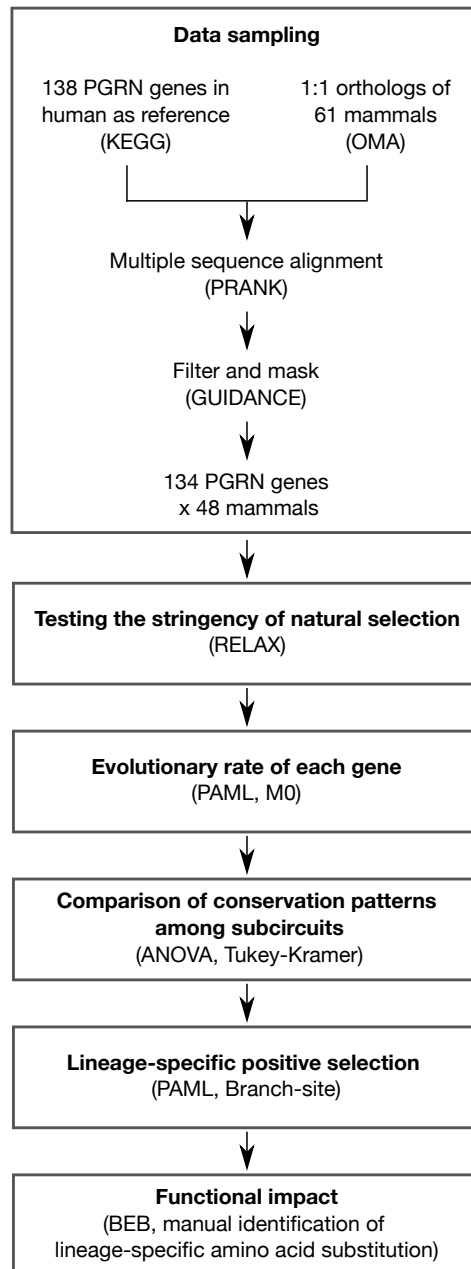 Data sampling
138 PGRN genes in
human as reference
(KEGG)
1:1 orthologs of
61 mammals
(OMA)
Multiple sequence alignment
(PRANK)
Filter and mask
(GUIDANCE)
134 PGRN genes
x 48 mammals
Testing the stringency of natural selection
(RELAX)
Evolutionary rate of each gene
(PAML, M0)
Comparison of conservation patterns
among subcircuits
(ANOVA, Tukey-Kramer)
Lineage-specific positive selection
(PAML, Branch-site)
Functional impact
(BEB, manual identification of
lineage-specific amino acid substitution)